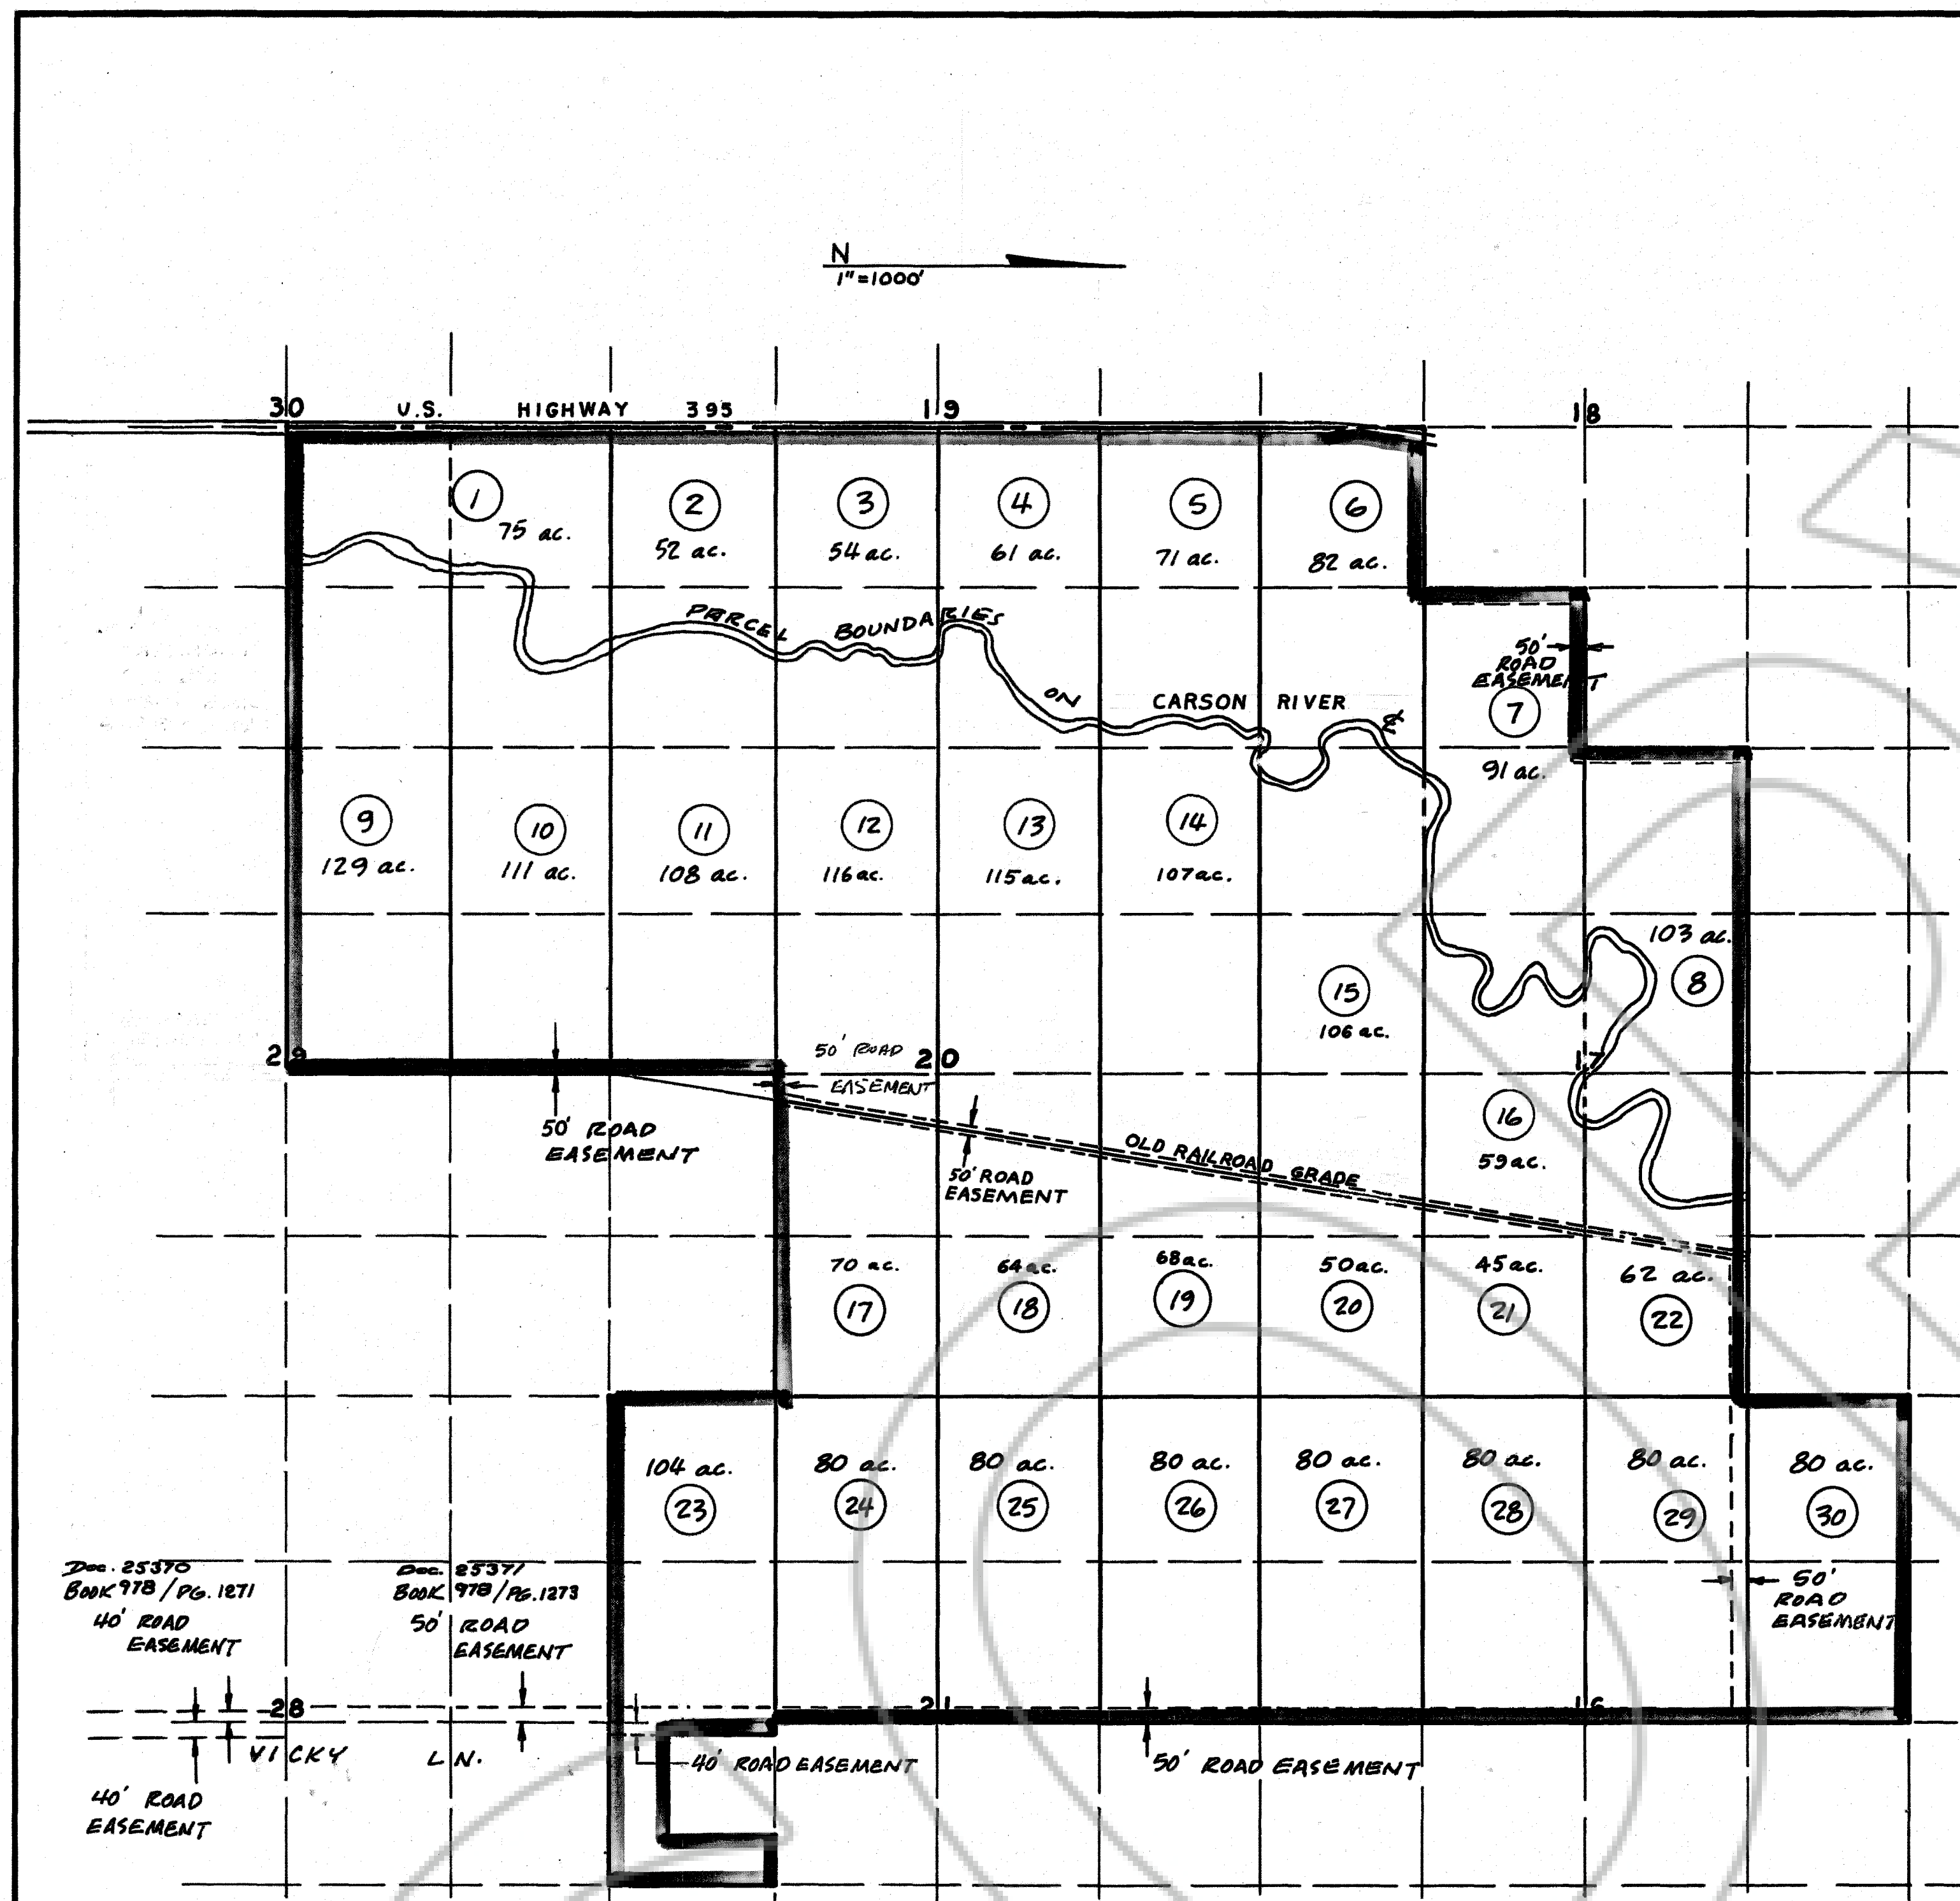 N
1"=1000'
30 U.S. HIGHWAY 395 19 18
1 2 3 4 5 6
75 ac. 52 ac. 54 ac. 61 ac. 71 ac. 82 ac.
PARCEL BOUNDARIES ON CARSON RIVER &
50'
ROAD
EASEMENT
7
91 ac.
9 10 11 12 13 14
129 ac. 111 ac. 108 ac. 116 ac. 115 ac. 107 ac.
103 ac.
8
15
106 ac.
29 50' ROAD 20 17
EASEMENT
50' ROAD
EASEMENT
16
59 ac.
OLD RAILROAD GRADE
50' ROAD
EASEMENT
70 ac. 64 ac. 68 ac. 50 ac. 45 ac. 62 ac.
17 18 19 20 21 22
104 ac. 80 ac. 80 ac. 80 ac. 80 ac. 80 ac. 80 ac. 80 ac.
23 24 25 26 27 28 29 30
Doc. 25370
BOOK 978/PG. 1271
40' ROAD
EASEMENT
Doc. 25371
BOOK 978/PG. 1273
50' ROAD
EASEMENT
50'
ROAD
EASEMENT
28 21 16
VICKY LN.
40' ROAD EASEMENT
50' ROAD EASEMENT
40' ROAD
EASEMENT